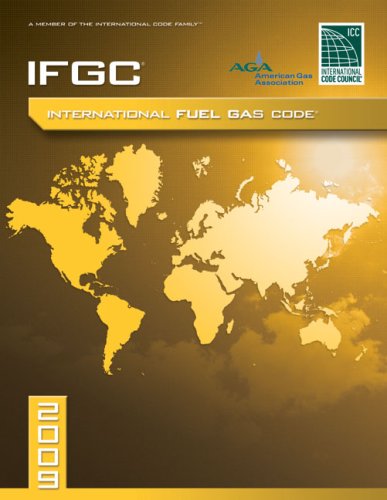 A MEMBER OF THE INTERNATIONAL CODE FAMILY™
IFGC®
AGA
American Gas
Association
ICC
INTERNATIONAL
CODE COUNCIL®
INTERNATIONAL FUEL GAS CODE®
2009